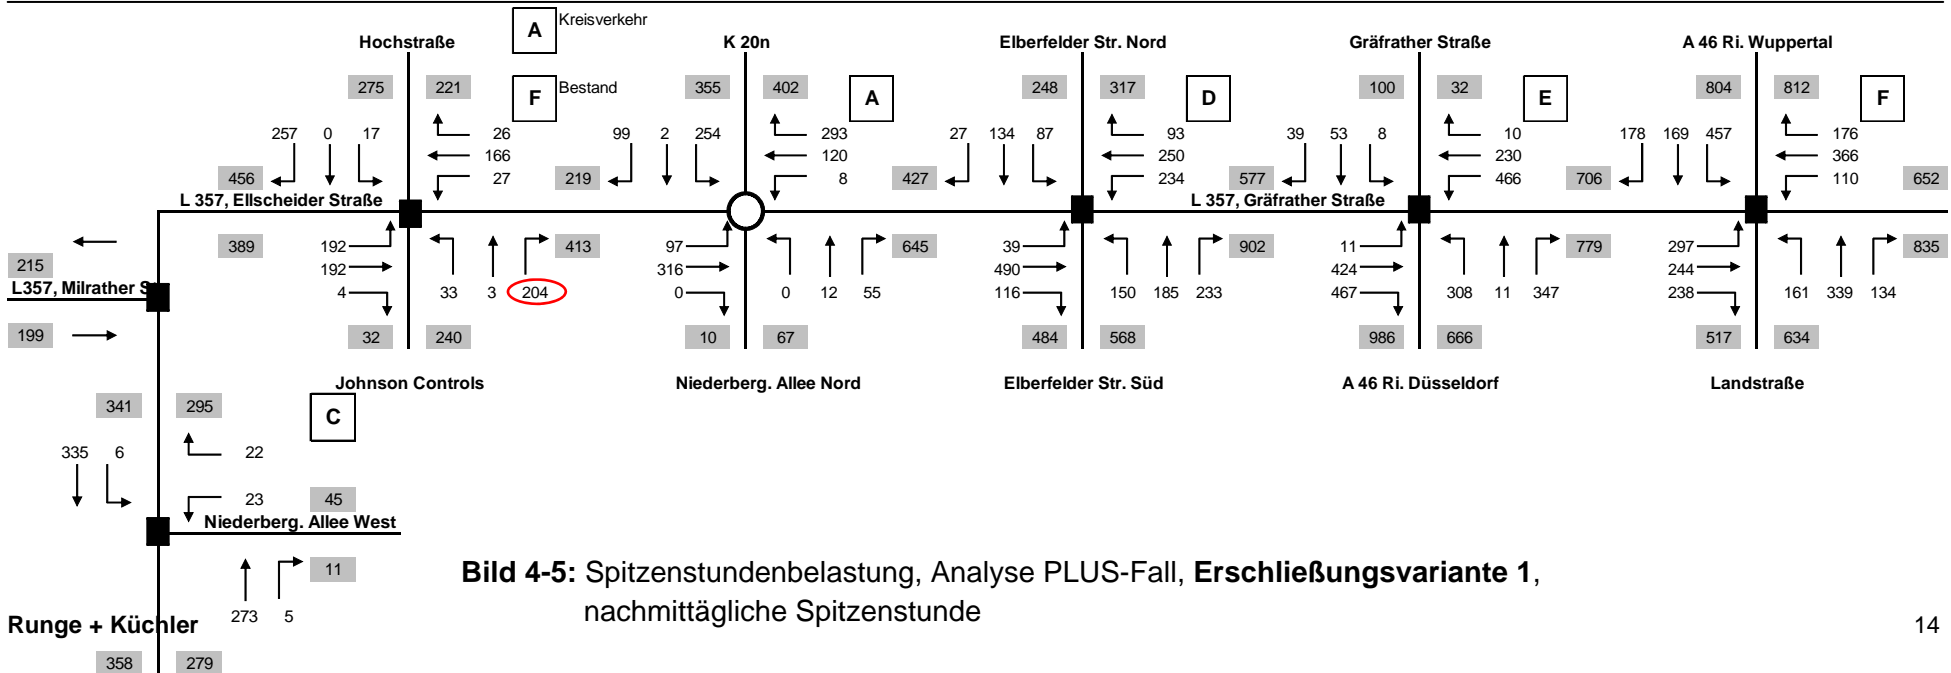 A Kreisverkehr
Hochstraße K 20n Elberfelder Str. Nord Gräfrather Straße A 46 Ri. Wuppertal
275 221 F Bestand 355 402 A 248 317 D 100 32 E 804 812 F
257 0 17 26 99 2 254 293 27 134 87 93 39 53 8 10 178 169 457 176
166 120 250 230 366
456 27 219 8 427 234 577 466 706 110 652
L 357, Ellscheider Straße L 357, Gräfrather Straße
389 192 413 97 645 39 902 11 779 297 835
215 192 316 490 424 244
L357, Milrather S 4 33 3 204 0 0 12 55 116 150 185 233 467 308 11 347 238 161 339 134
199 32 240 10 67 484 568 986 666 517 634
Johnson Controls Niederberg. Allee Nord Elberfelder Str. Süd A 46 Ri. Düsseldorf Landstraße
341 295 C
335 6 22
23 45
Niederberg. Allee West
11
Bild 4-5: Spitzenstundenbelastung, Analyse PLUS-Fall, Erschließungsvariante 1,
nachmittägliche Spitzenstunde
273 5
Runge + Küchler 14
358 279